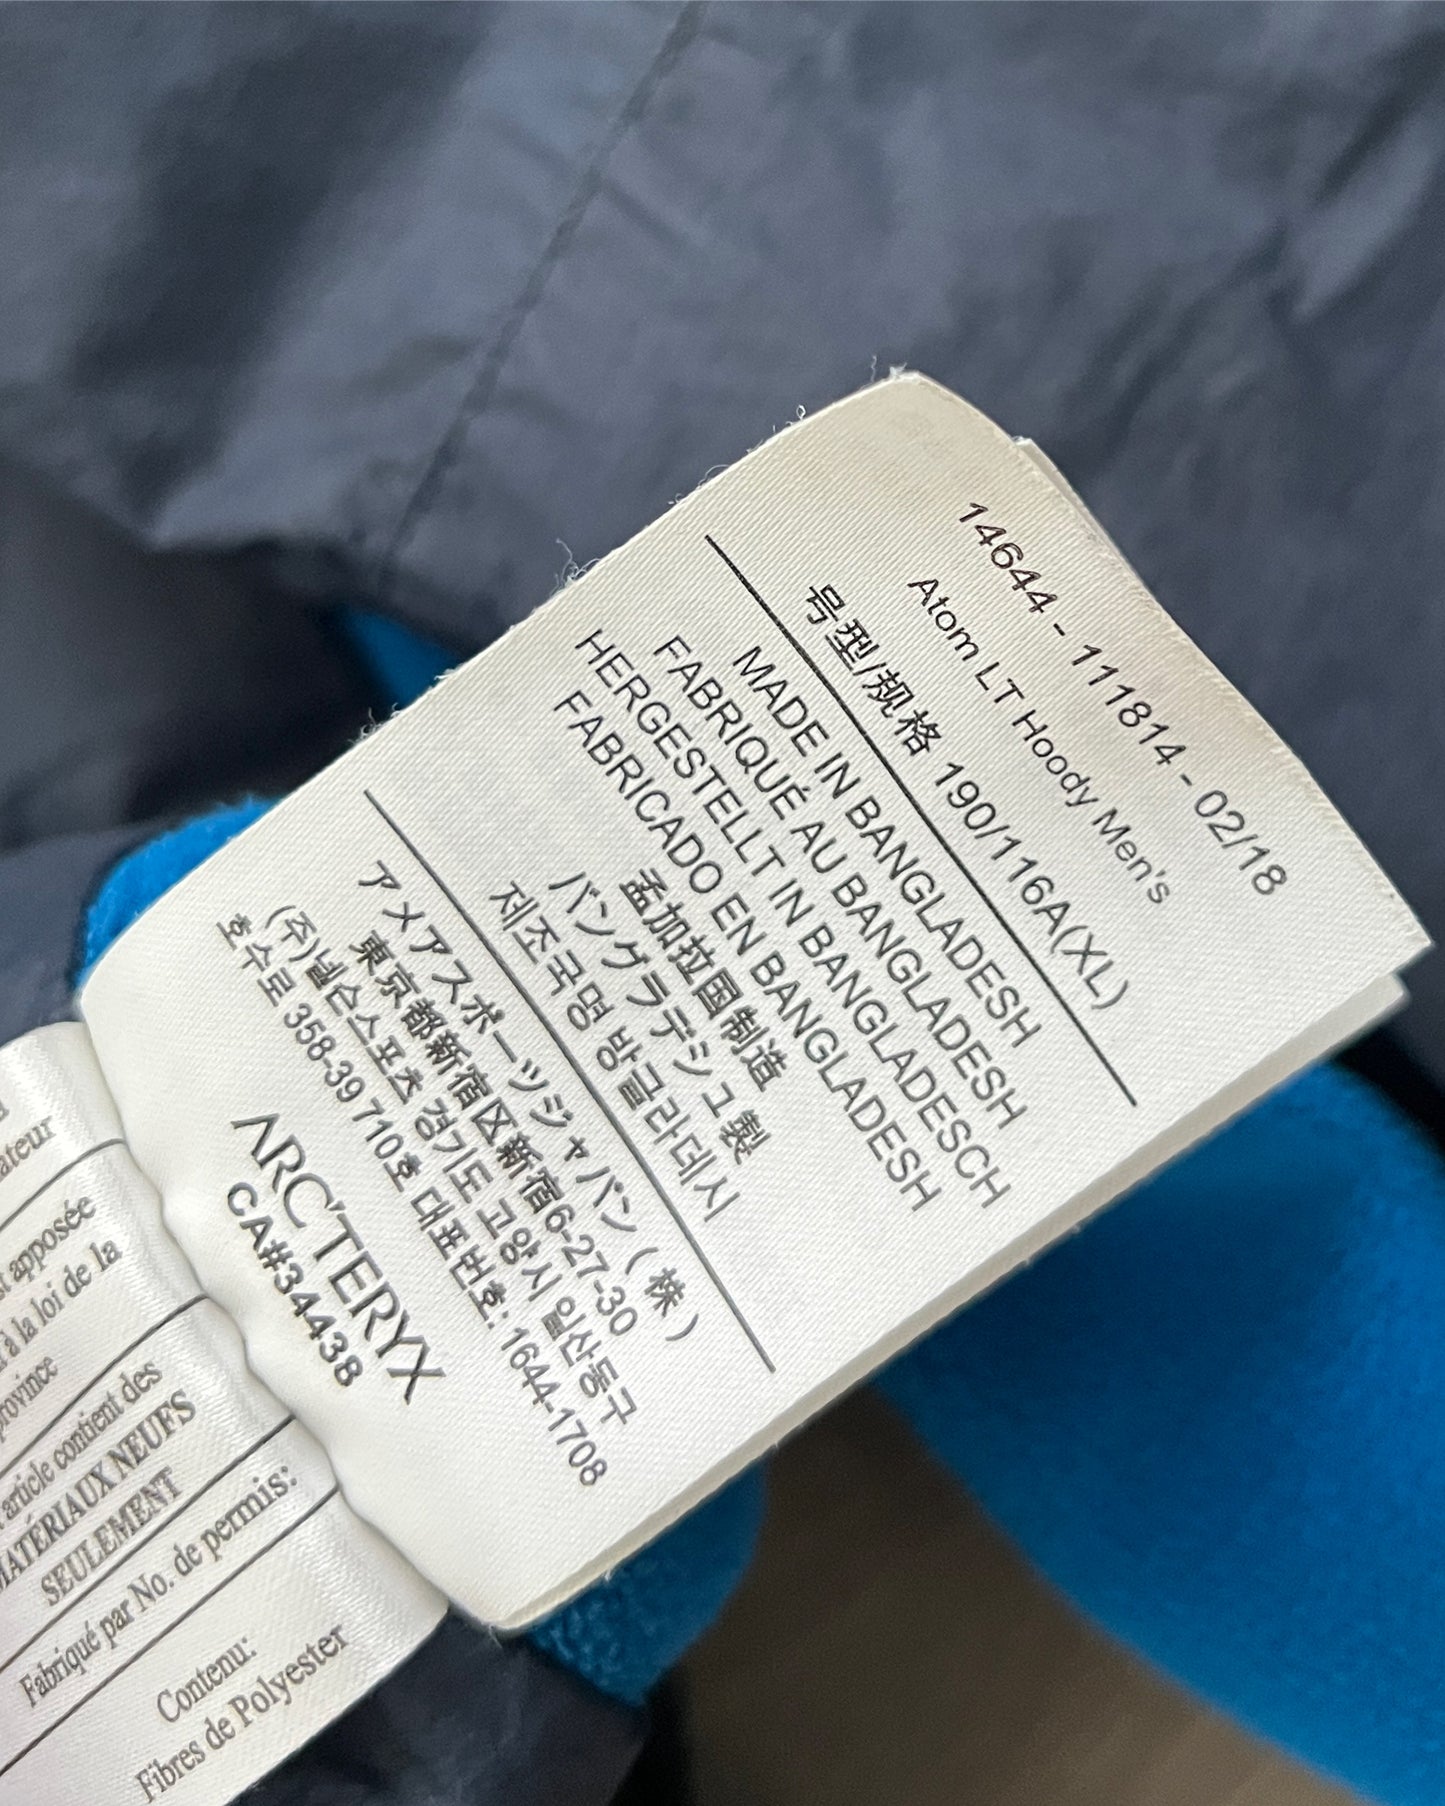 14644 - 111814 - 02/18
Atom LT Hoody Men's
号型/规格 190/116A(XL)
MADE IN BANGLADESH
FABRIQUÉ AU BANGLADESH
HERGESTELLT IN BANGLADESCH
FABRICADO EN BANGLADESH
孟加拉国制造
バングラデシュ製
제조국명 방글라데시
アメアスポーツジャパン(株)
東京都新宿区新宿6-27-30
(주)넬슨스포츠 경기도 고양시 일산동구
호수로 358-39 710호 대표번호: 1644-1708
ARC'TERYX
CA#34438
apposée
à la loi de la
province
article contient des
MATÉRIAUX NEUFS
SEULEMENT
Fabriqué par No. de permis:
Contenu:
Fibres de Polyester